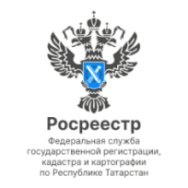 Росреестр
Федеральная служба
государственной регистрации,
кадастра и картографии
по Республике Татарстан